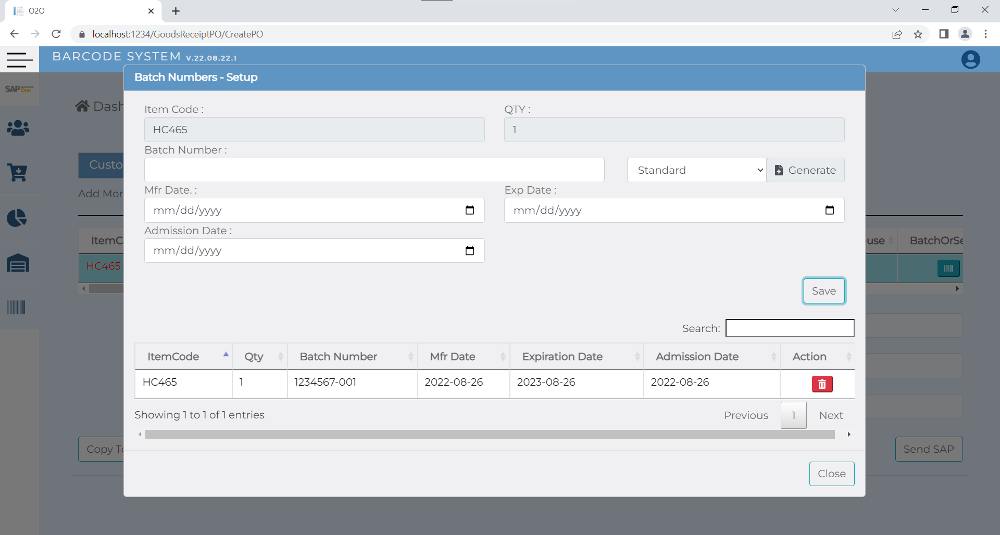 O2O
localhost:1234/GoodsReceiptPO/CreatePO
BARCODE SYSTEM V.22.08.22.1
Batch Numbers - Setup
SAP Business One
Dash
Item Code :
QTY :
HC465
1
Batch Number :
Custo
Standard
Generate
Add Mor
Mfr Date. :
Exp Date :
mm/dd/yyyy
mm/dd/yyyy
Admission Date :
ItemC
use
BatchOrSe
mm/dd/yyyy
HC465
Save
Search:
ItemCode Qty Batch Number Mfr Date Expiration Date Admission Date Action
HC465 1 1234567-001 2022-08-26 2023-08-26 2022-08-26
Showing 1 to 1 of 1 entries
Previous 1 Next
Copy To
Send SAP
Close